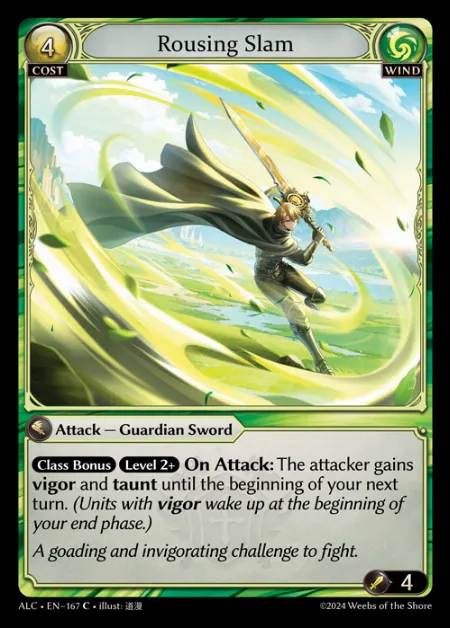 4
Rousing Slam
COST
WIND
Attack — Guardian Sword
Class Bonus Level 2+ On Attack: The attacker gains
vigor and taunt until the beginning of your next
turn. (Units with vigor wake up at the beginning of
your end phase.)
A goading and invigorating challenge to fight.
4
ALC • EN–167 C • illust: 道漫
©2024 Weebs of the Shore